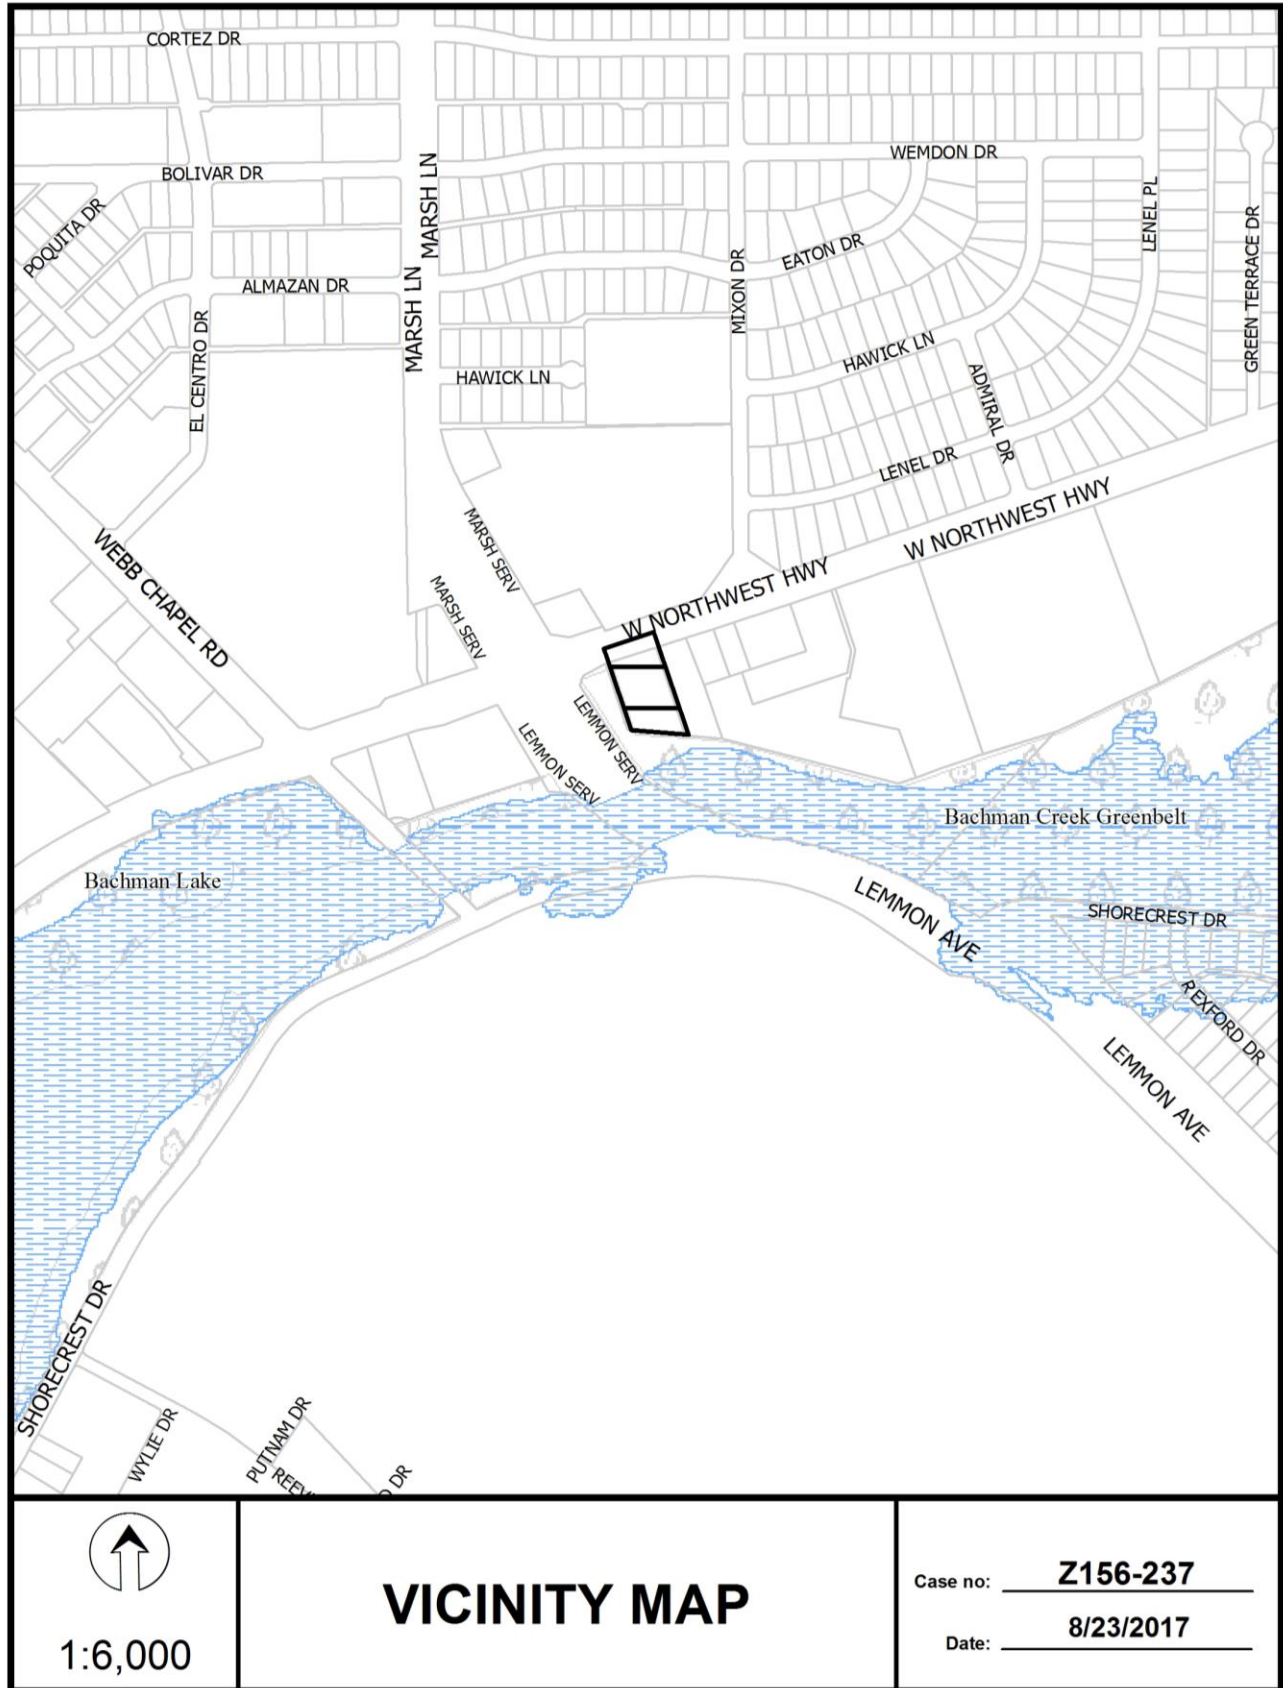 CORTEZ DR
WEMDON DR
BOLIVAR DR
MARSH LN
LENEL PL
POQUITA DR
GREEN TERRACE DR
EATON DR
MIXON DR
ALMAZAN DR
MARSH LN
EL CENTRO DR
HAWICK LN
HAWICK LN
ADMIRAL DR
LENEL DR
W NORTHWEST HWY
MARSH SERV
WEBB CHAPEL RD
W NORTHWEST HWY
MARSH SERV
LEMMON SERV
LEMMON SERV
Bachman Creek Greenbelt
Bachman Lake
LEMMON AVE
SHORECREST DR
REXFORD DR
LEMMON AVE
SHORECREST DR
WYLIE DR
PUTNAM DR
DR
1:6,000
VICINITY MAP
Case no: Z156-237
Date: 8/23/2017